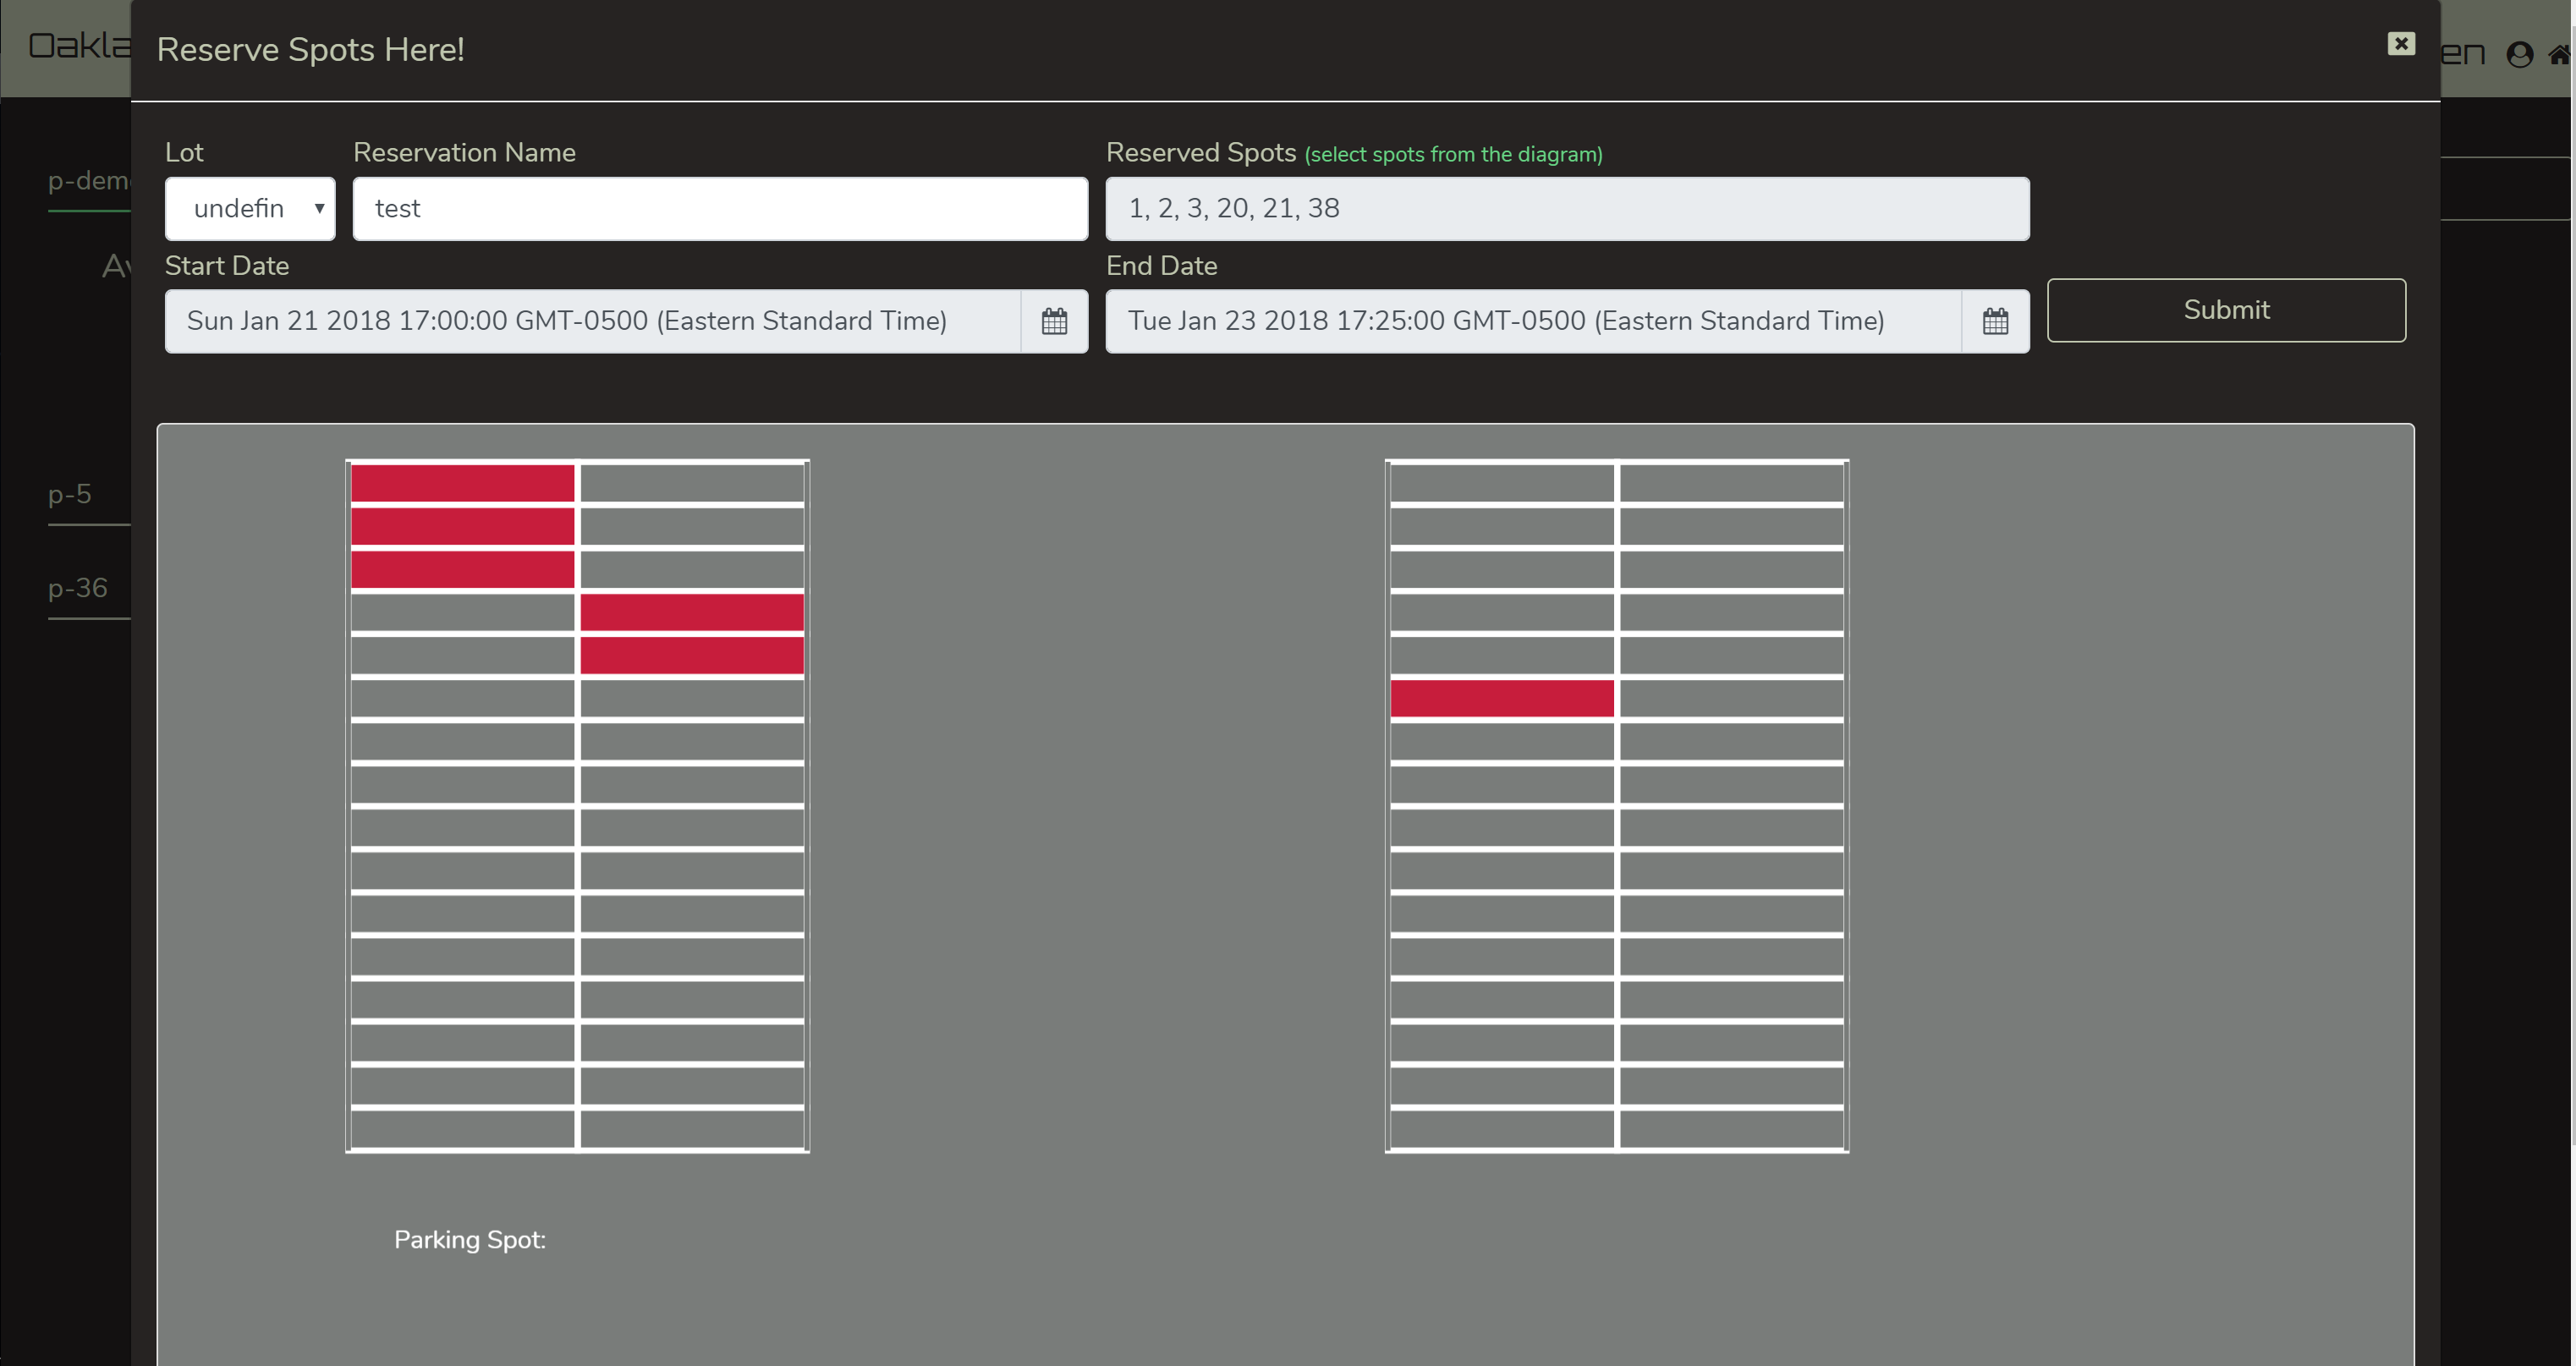 Oakla
Reserve Spots Here!
en
Lot
Reservation Name
Reserved Spots (select spots from the diagram)
p-dem
undefin
test
1, 2, 3, 20, 21, 38
Av
Start Date
End Date
Sun Jan 21 2018 17:00:00 GMT-0500 (Eastern Standard Time)
Tue Jan 23 2018 17:25:00 GMT-0500 (Eastern Standard Time)
Submit
p-5
p-36
Parking Spot: